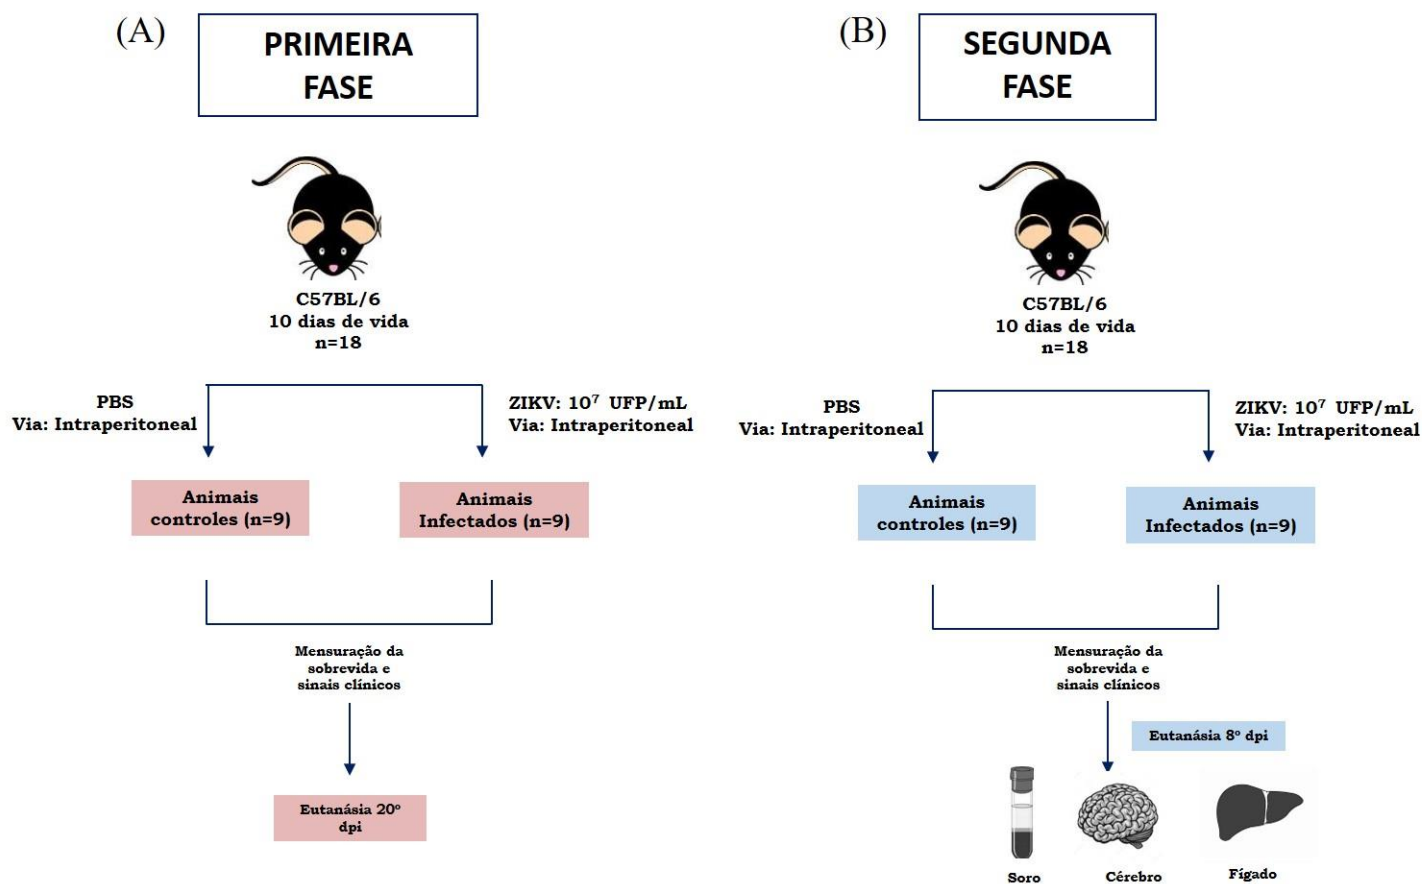 (A)
PRIMEIRA
FASE
C57BL/6
10 dias de vida
n=18
PBS
Via: Intraperitoneal
ZIKV: 10⁷ UFP/mL
Via: Intraperitoneal
Animais
controles (n=9)
Animais
Infectados (n=9)
Mensuração da
sobrevida e
sinais clínicos
Eutanásia 20º
dpi
(B)
SEGUNDA
FASE
C57BL/6
10 dias de vida
n=18
PBS
Via: Intraperitoneal
ZIKV: 10⁷ UFP/mL
Via: Intraperitoneal
Animais
controles (n=9)
Animais
Infectados (n=9)
Mensuração da
sobrevida e
sinais clínicos
Eutanásia 8º dpi
Soro
Cérebro
Fígado